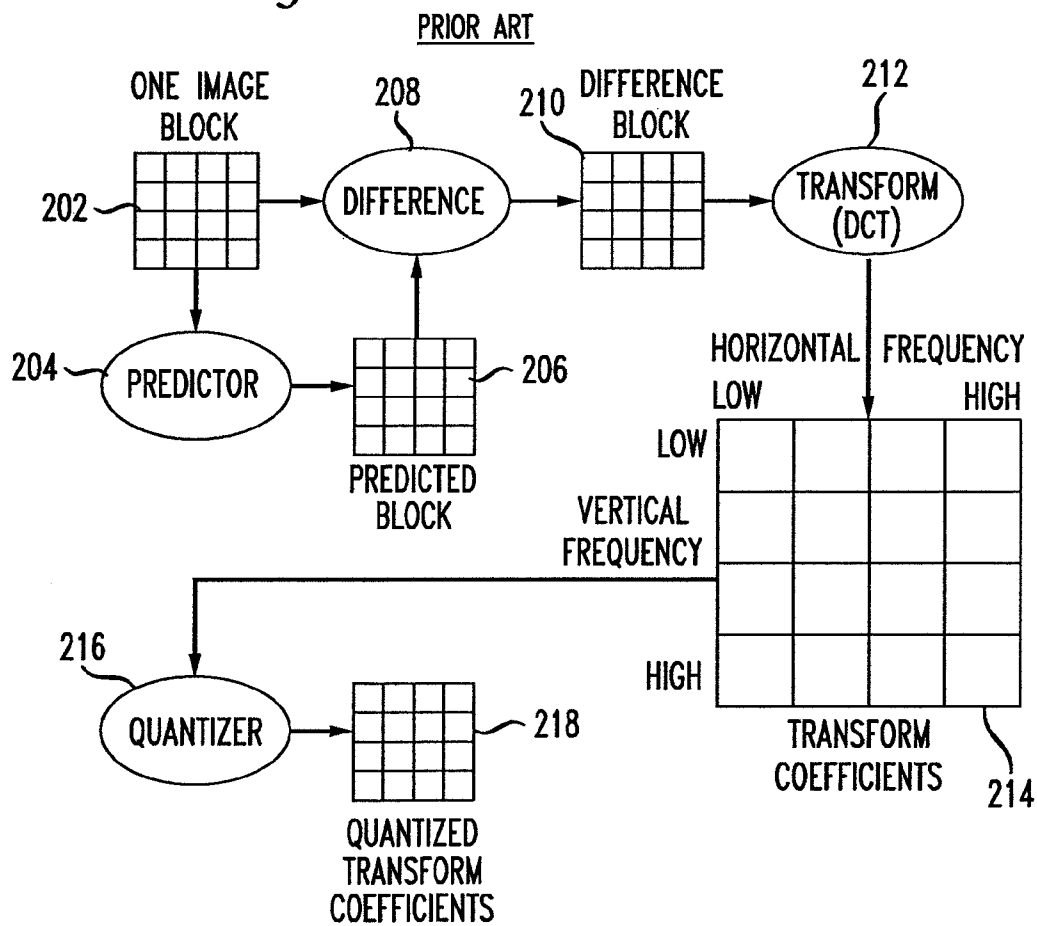 PRIOR ART
ONE IMAGE
BLOCK
202
208
DIFFERENCE
210
DIFFERENCE
BLOCK
212
TRANSFORM
(DCT)
204
PREDICTOR
206
PREDICTED
BLOCK
HORIZONTAL FREQUENCY
LOW HIGH
LOW
VERTICAL
FREQUENCY
HIGH
TRANSFORM
COEFFICIENTS
214
216
QUANTIZER
218
QUANTIZED
TRANSFORM
COEFFICIENTS